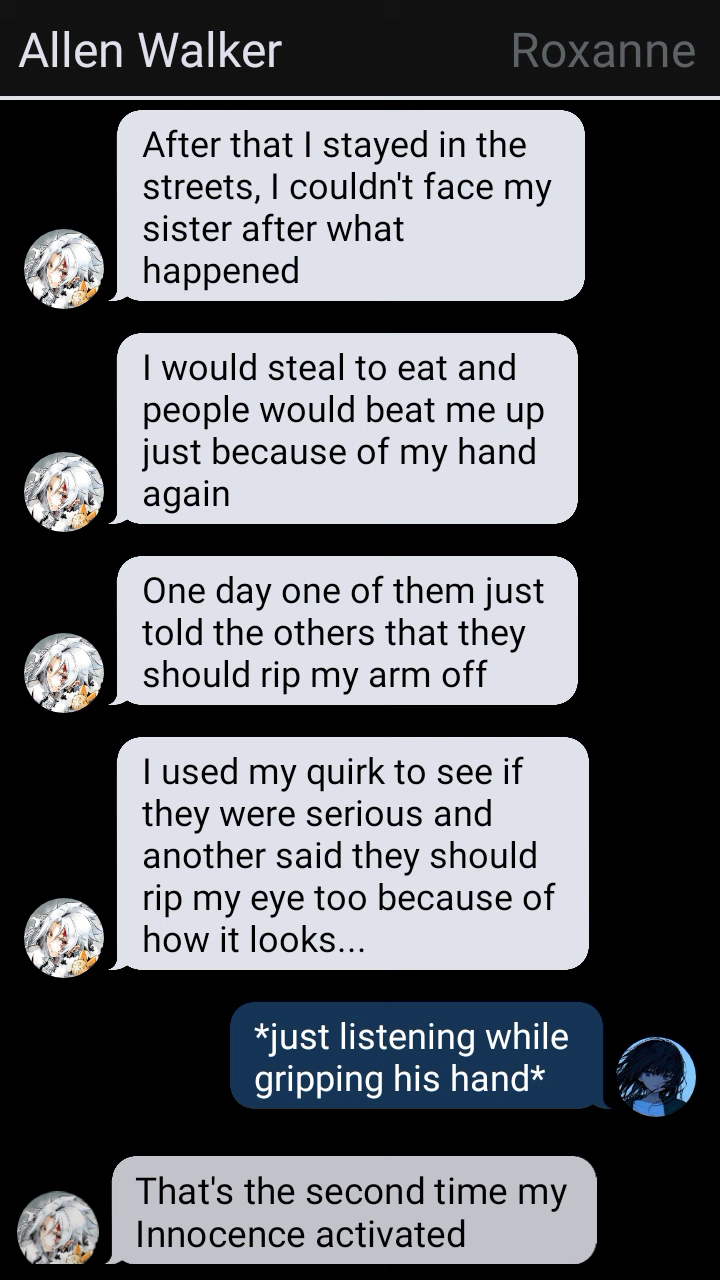 Allen Walker Roxanne
After that I stayed in the
streets, I couldn't face my
sister after what
happened
I would steal to eat and
people would beat me up
just because of my hand
again
One day one of them just
told the others that they
should rip my arm off
I used my quirk to see if
they were serious and
another said they should
rip my eye too because of
how it looks...
*just listening while
gripping his hand*
That's the second time my
Innocence activated